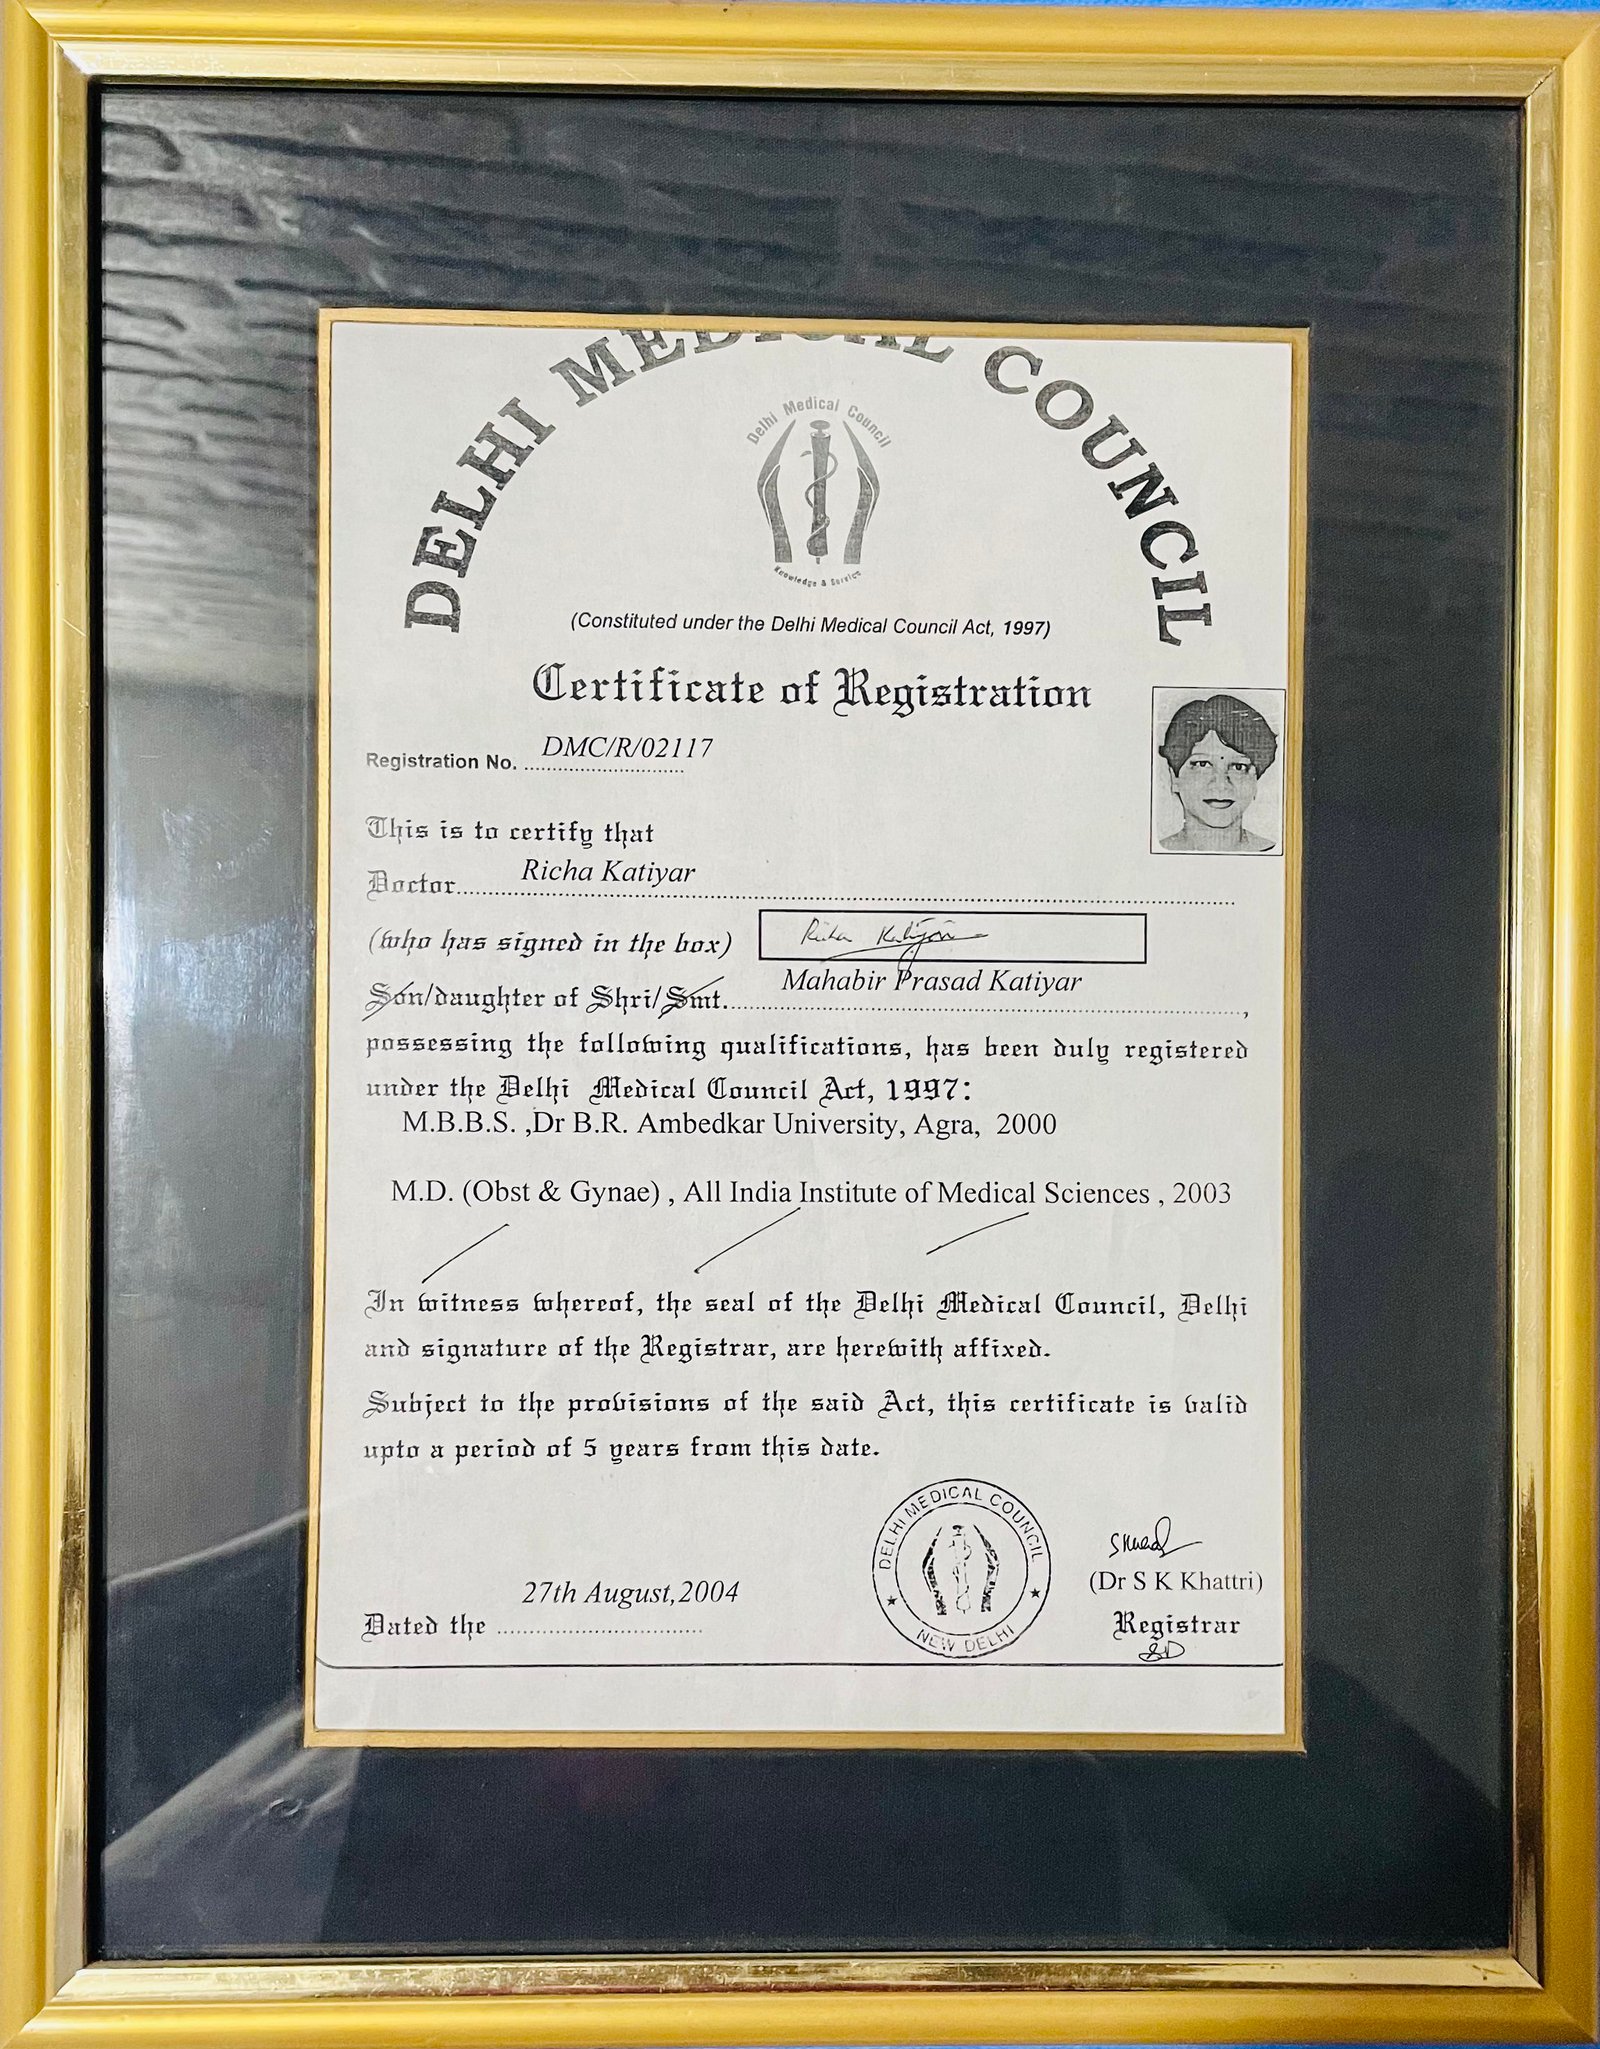 DELHI MEDICAL COUNCIL
Delhi Medical Council
Knowledge & Service
(Constituted under the Delhi Medical Council Act, 1997)
Certificate of Registration
Registration No. DMC/R/02117
This is to certify that
Doctor Richa Katiyar
(who has signed in the box) Richa Katiyar
Son/daughter of Shri/Smt. Mahabir Prasad Katiyar,
possessing the following qualifications, has been duly registered
under the Delhi Medical Council Act, 1997:
M.B.B.S. ,Dr B.R. Ambedkar University, Agra, 2000
M.D. (Obst & Gynae) , All India Institute of Medical Sciences , 2003
In witness whereof, the seal of the Delhi Medical Council, Delhi
and signature of the Registrar, are herewith affixed.
Subject to the provisions of the said Act, this certificate is valid
upto a period of 5 years from this date.
DELHI MEDICAL COUNCIL
NEW DELHI
(Dr S K Khattri)
Dated the 27th August,2004
Registrar